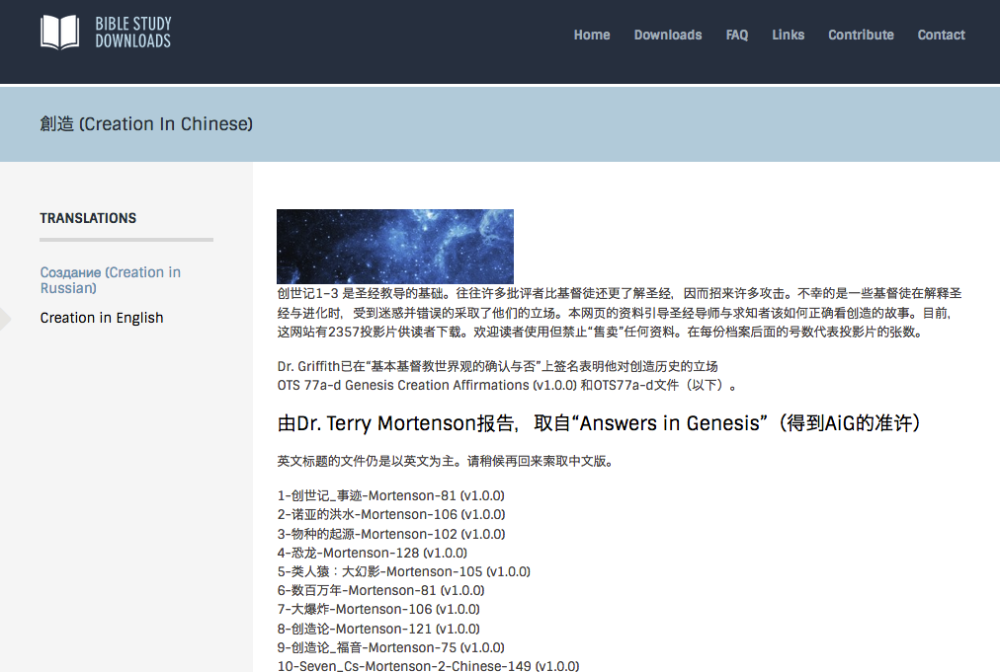 BIBLE STUDY
DOWNLOADS
Home Downloads FAQ Links Contribute Contact
創造 (Creation In Chinese)
TRANSLATIONS
Создание (Creation in
Russian)
Creation in English
创世记1–3 是圣经教导的基础。往往许多批评者比基督徒还更了解圣经，因而招来许多攻击。不幸的是一些基督徒在解释圣
经与进化时，受到迷惑并错误的采取了他们的立场。本网页的资料引导圣经导师与求知者该如何正确看创造的故事。目前，
这网站有2357投影片供读者下载。欢迎读者使用但禁止“售卖”任何资料。在每份档案后面的号数代表投影片的张数。
Dr. Griffith已在“基本基督教世界观的确认与否”上签名表明他对创造历史的立场
OTS 77a-d Genesis Creation Affirmations (v1.0.0) 和OTS77a-d文件（以下）。
由Dr. Terry Mortenson报告，取自“Answers in Genesis”（得到AiG的准许）
英文标题的文件仍是以英文为主。请稍候再回来索取中文版。
1-创世记_事迹-Mortenson-81 (v1.0.0)
2-诺亚的洪水-Mortenson-106 (v1.0.0)
3-物种的起源-Mortenson-102 (v1.0.0)
4-恐龙-Mortenson-128 (v1.0.0)
5-类人猿：大幻影-Mortenson-105 (v1.0.0)
6-数百万年-Mortenson-81 (v1.0.0)
7-大爆炸-Mortenson-106 (v1.0.0)
8-创造论-Mortenson-121 (v1.0.0)
9-创造论_福音-Mortenson-75 (v1.0.0)
10-Seven_Cs-Mortenson-2-Chinese-149 (v1.0.0)